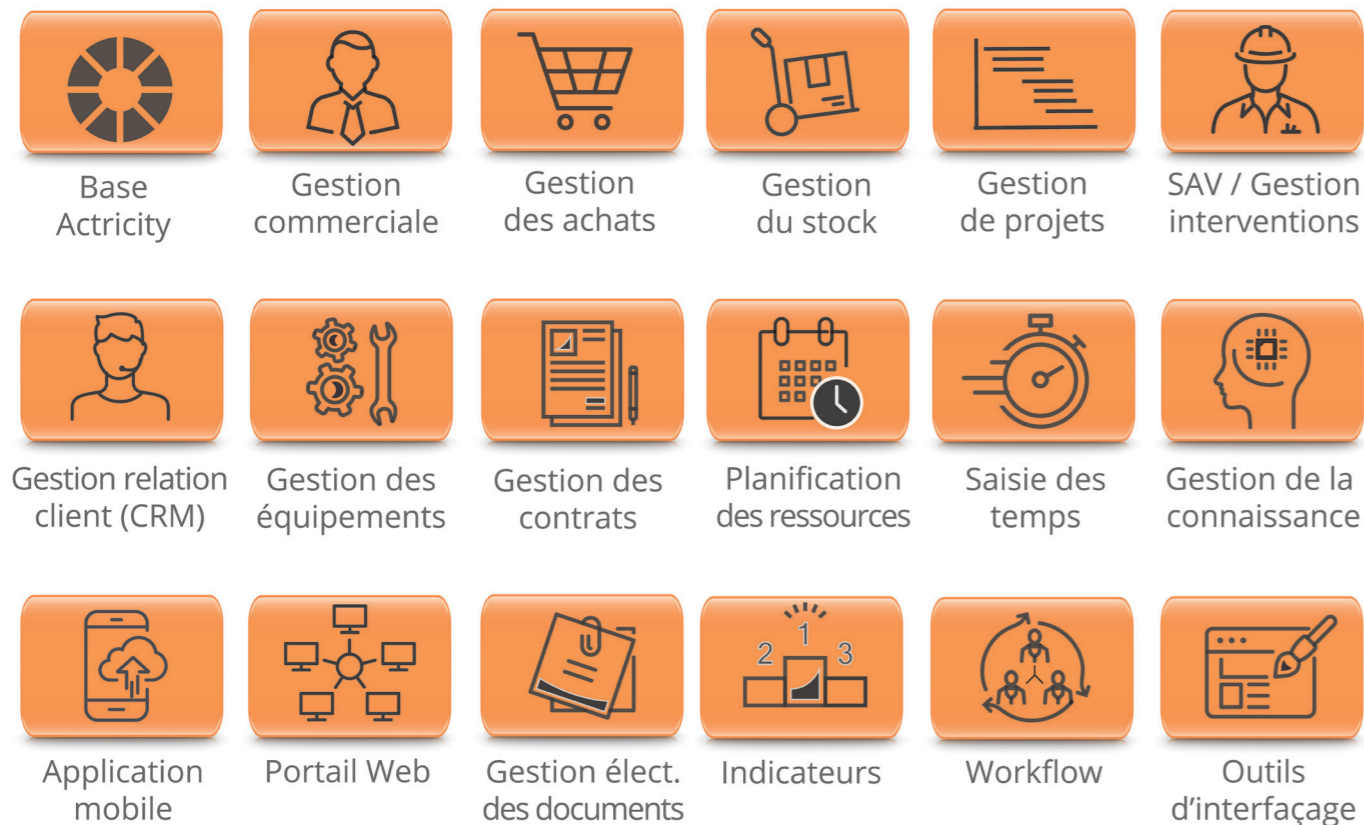 Base
Actricity
Gestion
commerciale
Gestion
des achats
Gestion
du stock
Gestion
de projets
SAV / Gestion
interventions
Gestion relation
client (CRM)
Gestion des
équipements
Gestion des
contrats
Planification
des ressources
Saisie des
temps
Gestion de la
connaissance
2 1 3
Application
mobile
Portail Web
Gestion élect.
des documents
Indicateurs
Workflow
Outils
d’interfaçage